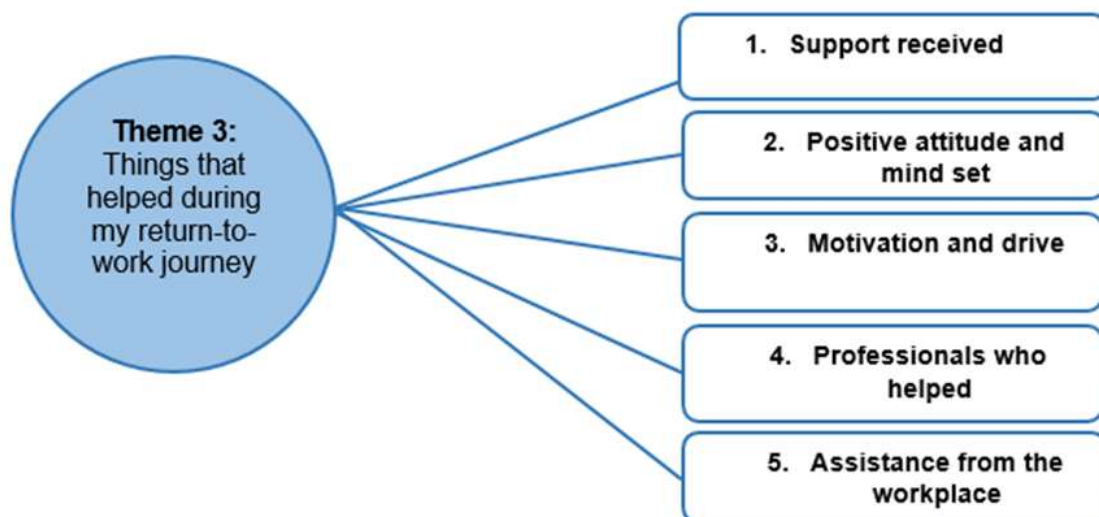 Theme 3:
Things that
helped during
my return-to-
work journey
1. Support received
2. Positive attitude and
mind set
3. Motivation and drive
4. Professionals who
helped
5. Assistance from the
workplace